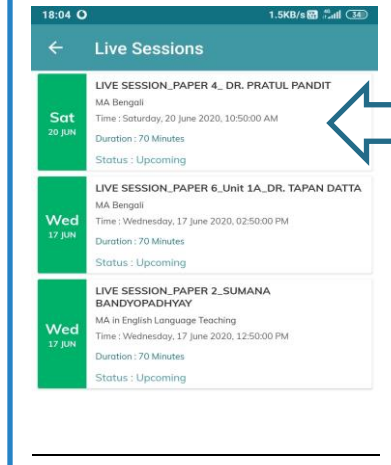 18:04 1.5KB/s 34
Live Sessions
LIVE SESSION_PAPER 4_ DR. PRATUL PANDIT
MA Bengali
Sat
20 JUN
Time : Saturday, 20 June 2020, 10:50:00 AM
Duration : 70 Minutes
Status : Upcoming
LIVE SESSION_PAPER 6_Unit 1A_DR. TAPAN DATTA
MA Bengali
Wed
17 JUN
Time : Wednesday, 17 June 2020, 02:50:00 PM
Duration : 70 Minutes
Status : Upcoming
LIVE SESSION_PAPER 2_SUMANA
BANDYOPADHYAY
MA in English Language Teaching
Wed
17 JUN
Time : Wednesday, 17 June 2020, 12:50:00 PM
Duration : 70 Minutes
Status : Upcoming